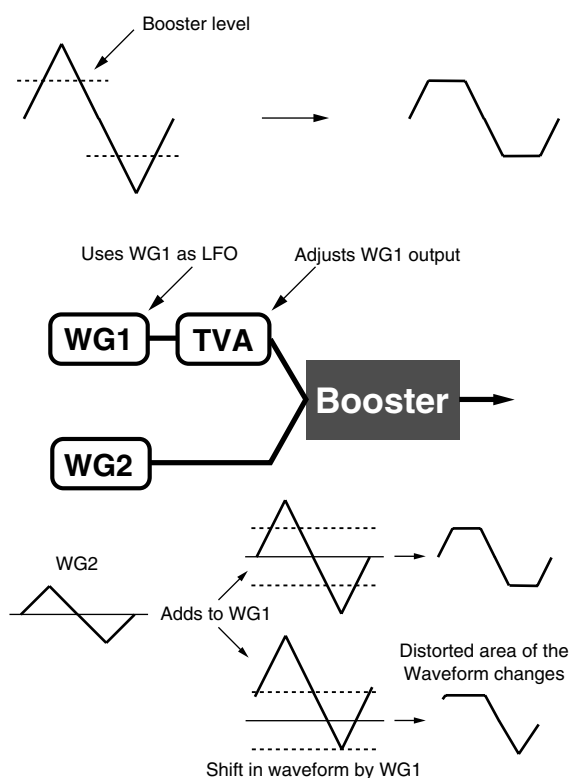 Booster level
Uses WG1 as LFO
Adjusts WG1 output
WG1
TVA
Booster
WG2
WG2
Adds to WG1
Distorted area of the
Waveform changes
Shift in waveform by WG1